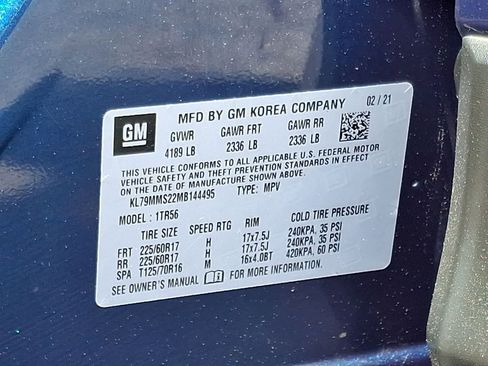 MFD BY GM KOREA COMPANY 02 / 21
GM
GVWR GAWR FRT GAWR RR
4189 LB 2336 LB 2336 LB
THIS VEHICLE CONFORMS TO ALL APPLICABLE U.S. FEDERAL MOTOR
VEHICLE SAFETY AND THEFT PREVENTION STANDARDS IN EFFECT
ON THE DATE OF MANUFACTURE SHOWN ABOVE.
KL79MMS22MB144495 TYPE: MPV
MODEL : 1TR56
TIRE SIZE SPEED RTG RIM COLD TIRE PRESSURE
FRT 225/60R17 H 17x7.5J 240KPA, 35 PSI
RR 225/60R17 H 17x7.5J 240KPA, 35 PSI
SPA T125/70R16 M 16x4.0BT 420KPA, 60 PSI
SEE OWNER'S MANUAL FOR MORE INFORMATION.